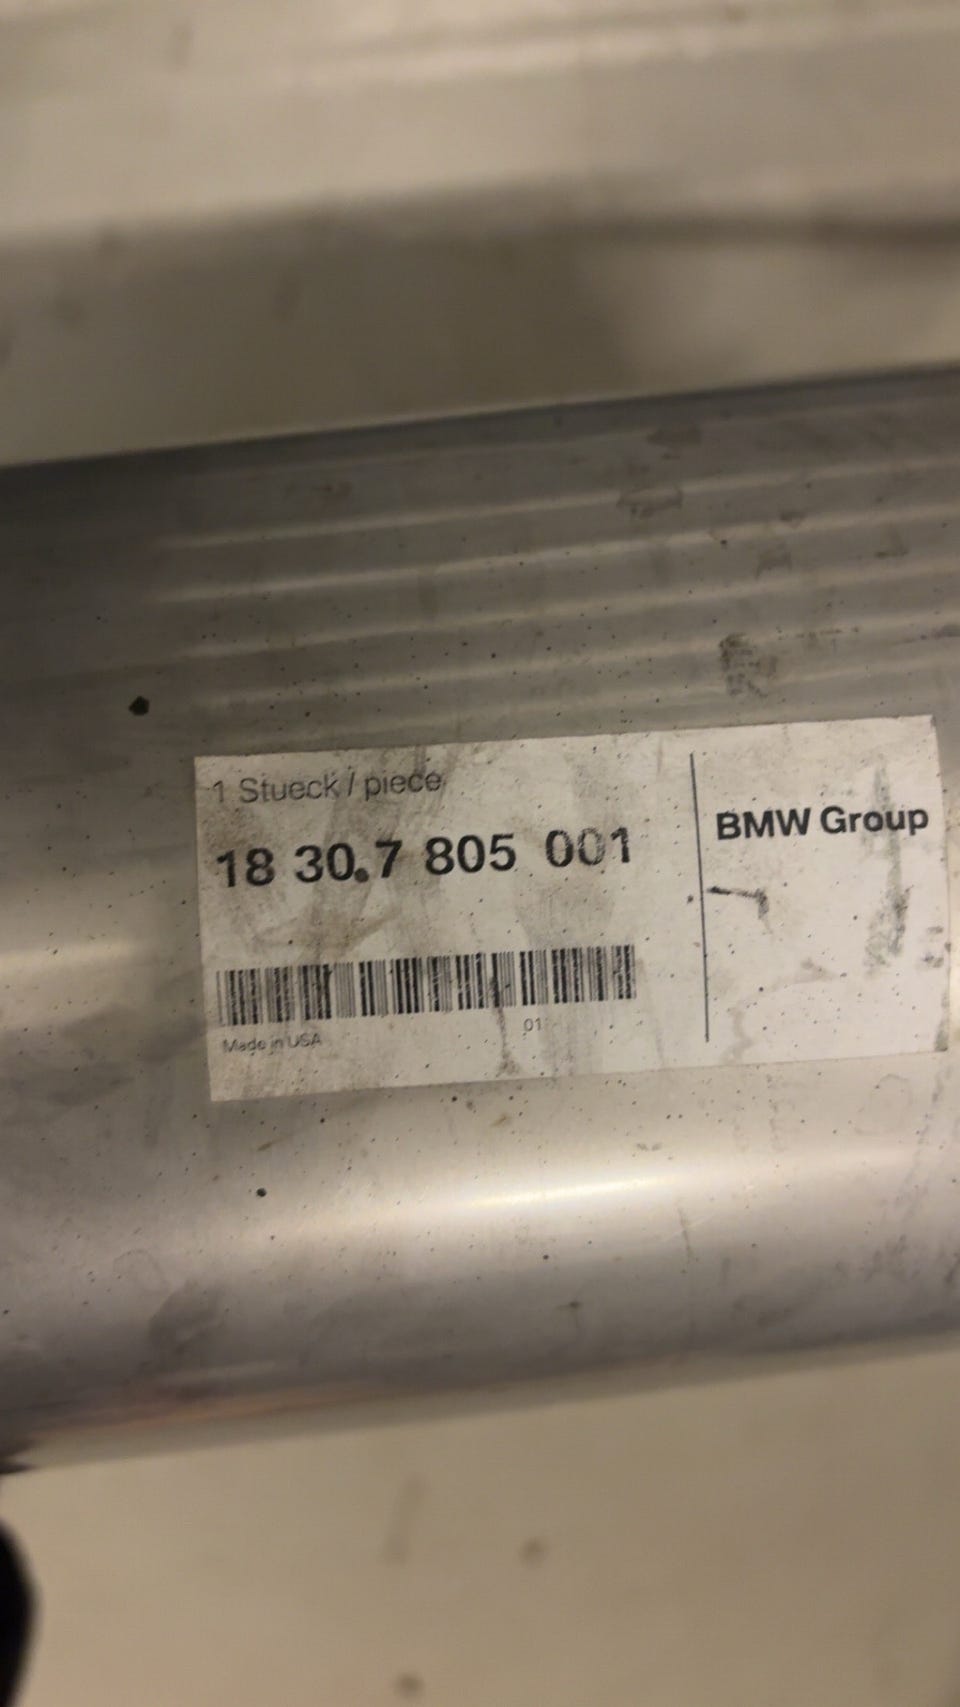 1 Stueck / piece
18 30.7 805 001
BMW Group
01
Made in USA